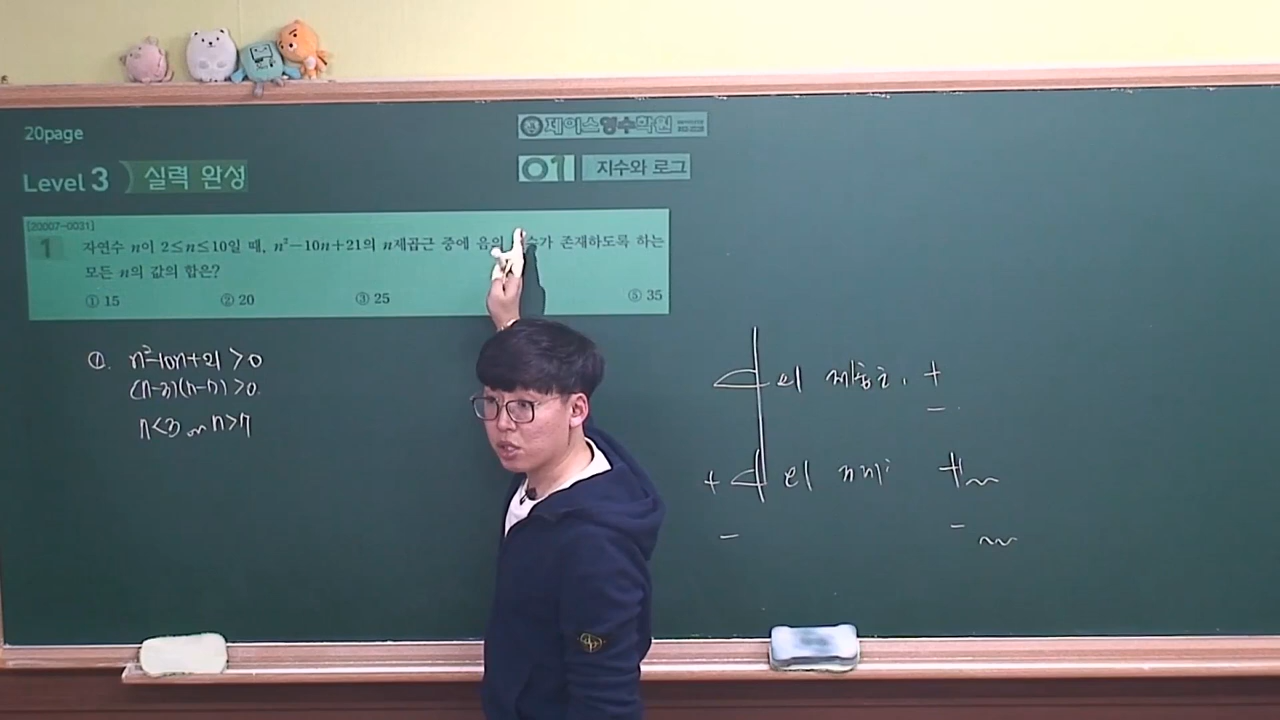 20page
제이스영수학원
Level 3 실력 완성
01 지수와 로그
[20007-0031]
1 자연수 n이 2≤n≤10일 때, n²-10n+21의 n제곱근 중에 음의 가 존재하도록 하는
모든 n의 값의 합은?
① 15 ② 20 ③ 25 ⑤ 35
①. n²-10n+21>0
(n-3)(n-7)>0.
n<3 or n>7
의 제곱근. +
-.
+ 의 n제 +
- -